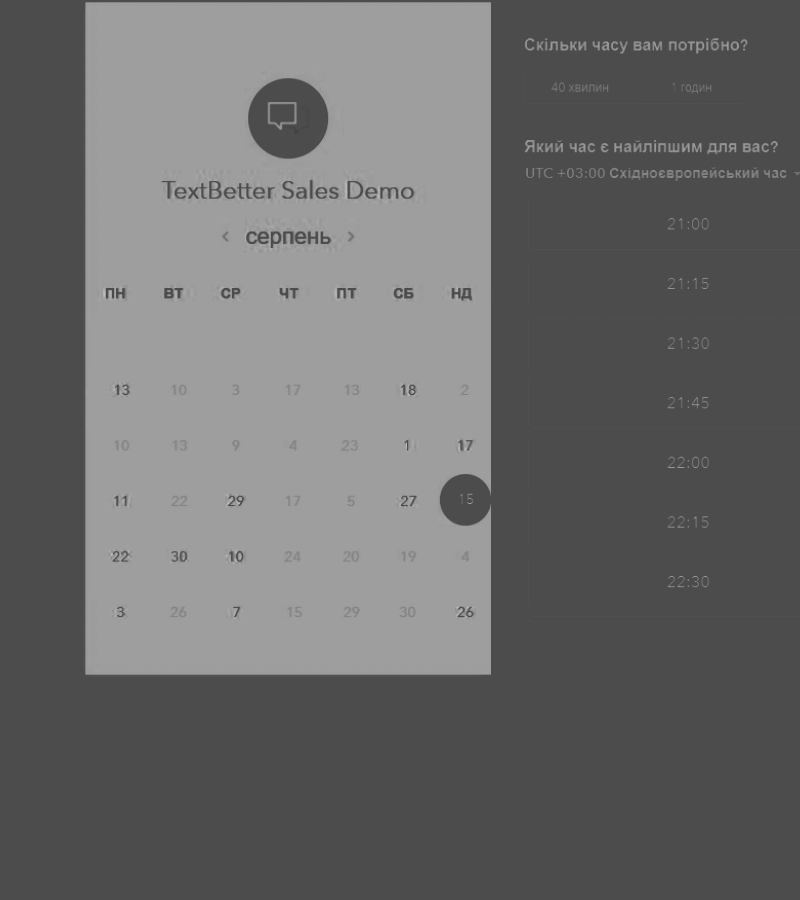 TextBetter Sales Demo
серпень
ПН ВТ СР ЧТ ПТ СБ НД
13 10 3 17 13 18 2
10 13 9 4 23 1 17
11 22 29 17 5 27 15
22 30 10 24 20 19 4
3 26 7 15 29 30 26
Скільки часу вам потрібно?
40 хвилин 1 годин
Який час є найліпшим для вас?
UTC +03:00 Східноєвропейський час
21:00
21:15
21:30
21:45
22:00
22:15
22:30